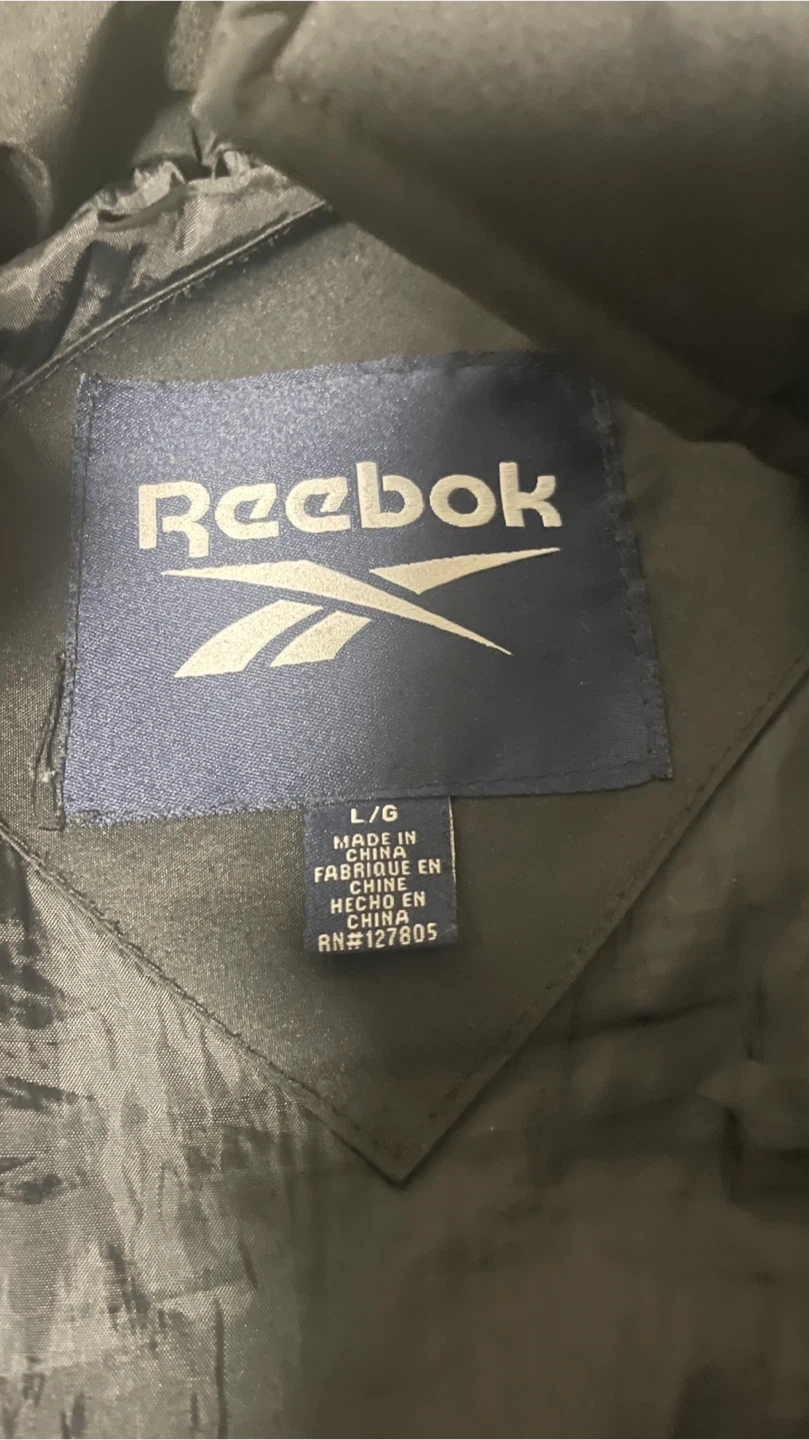 Reebok
L/G
MADE IN
CHINA
FABRIQUE EN
CHINE
HECHO EN
CHINA
RN#127805